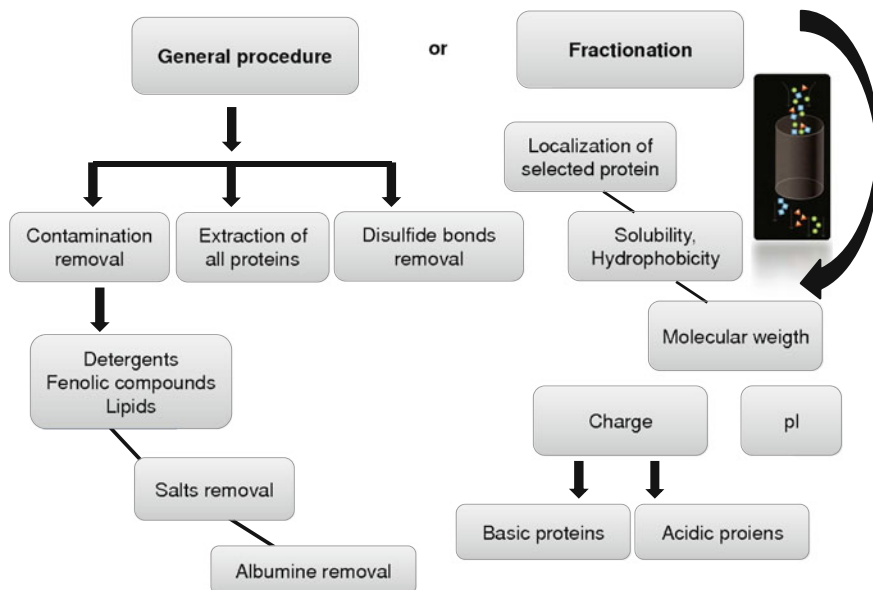 General procedure
or
Fractionation
Localization of
selected protein
Contamination
removal
Extraction of
all proteins
Disulfide bonds
removal
Solubility,
Hydrophobicity
Molecular weigth
Detergents
Fenolic compounds
Lipids
Charge
pI
Salts removal
Basic proteins
Acidic proiens
Albumine removal